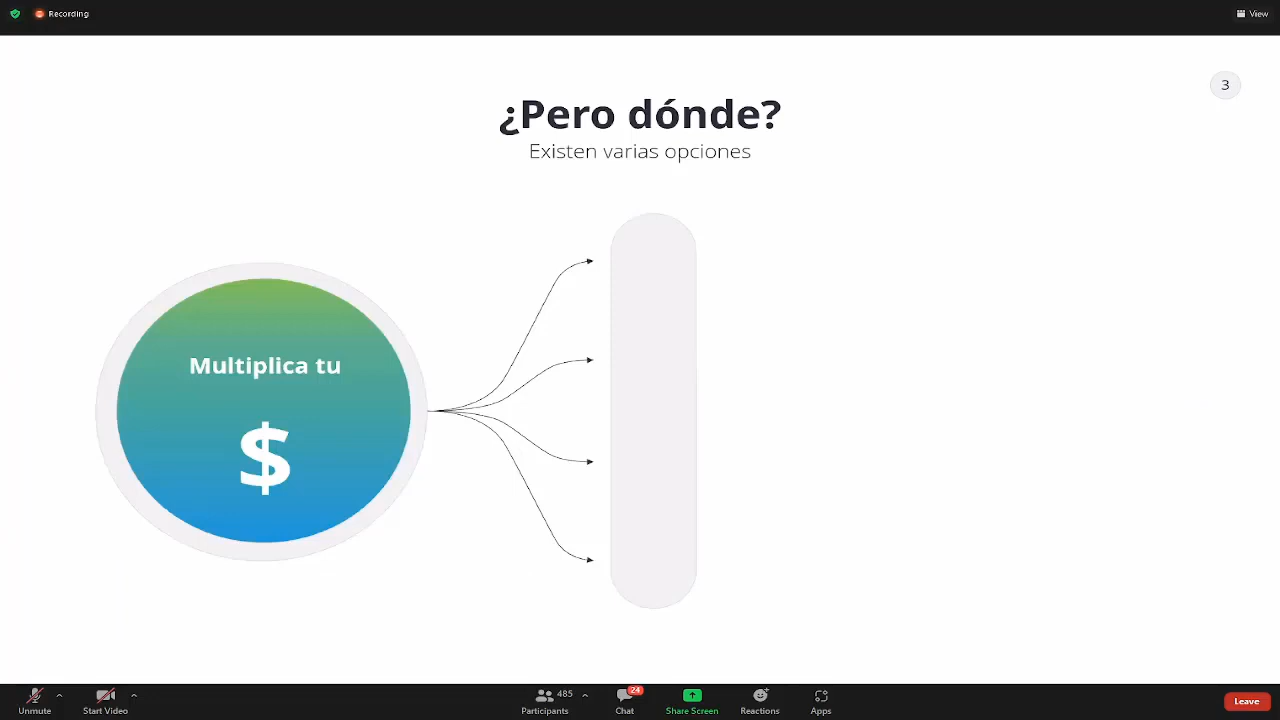 Recording
View
3
¿Pero dónde?
Existen varias opciones
Multiplica tu
$
Unmute
Start Video
485
Participants
24
Chat
Share Screen
Reactions
Apps
Leave